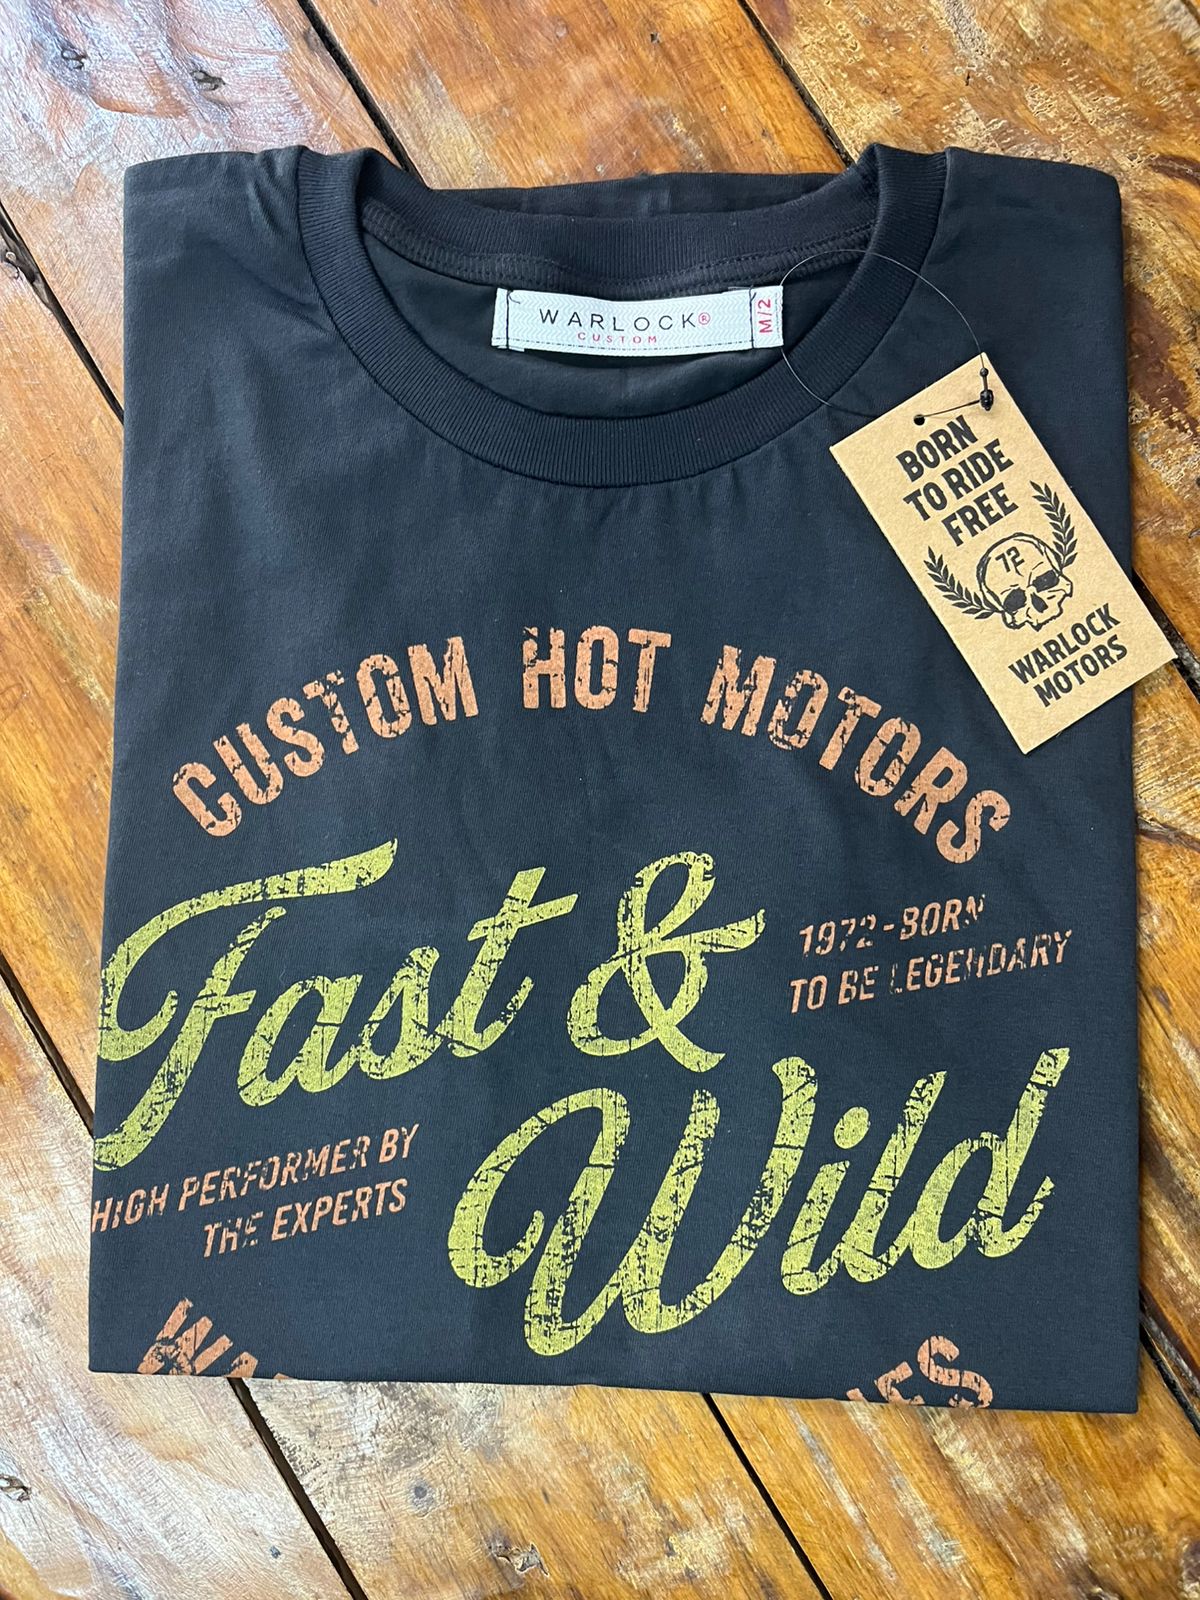 WARLOCK®
CUSTOM
M/2
BORN
TO RIDE
FREE
72
WARLOCK
MOTORS
CUSTOM HOT MOTORS
Fast &
1972-BORN
TO BE LEGENDARY
Wild
HIGH PERFORMER BY
THE EXPERTS